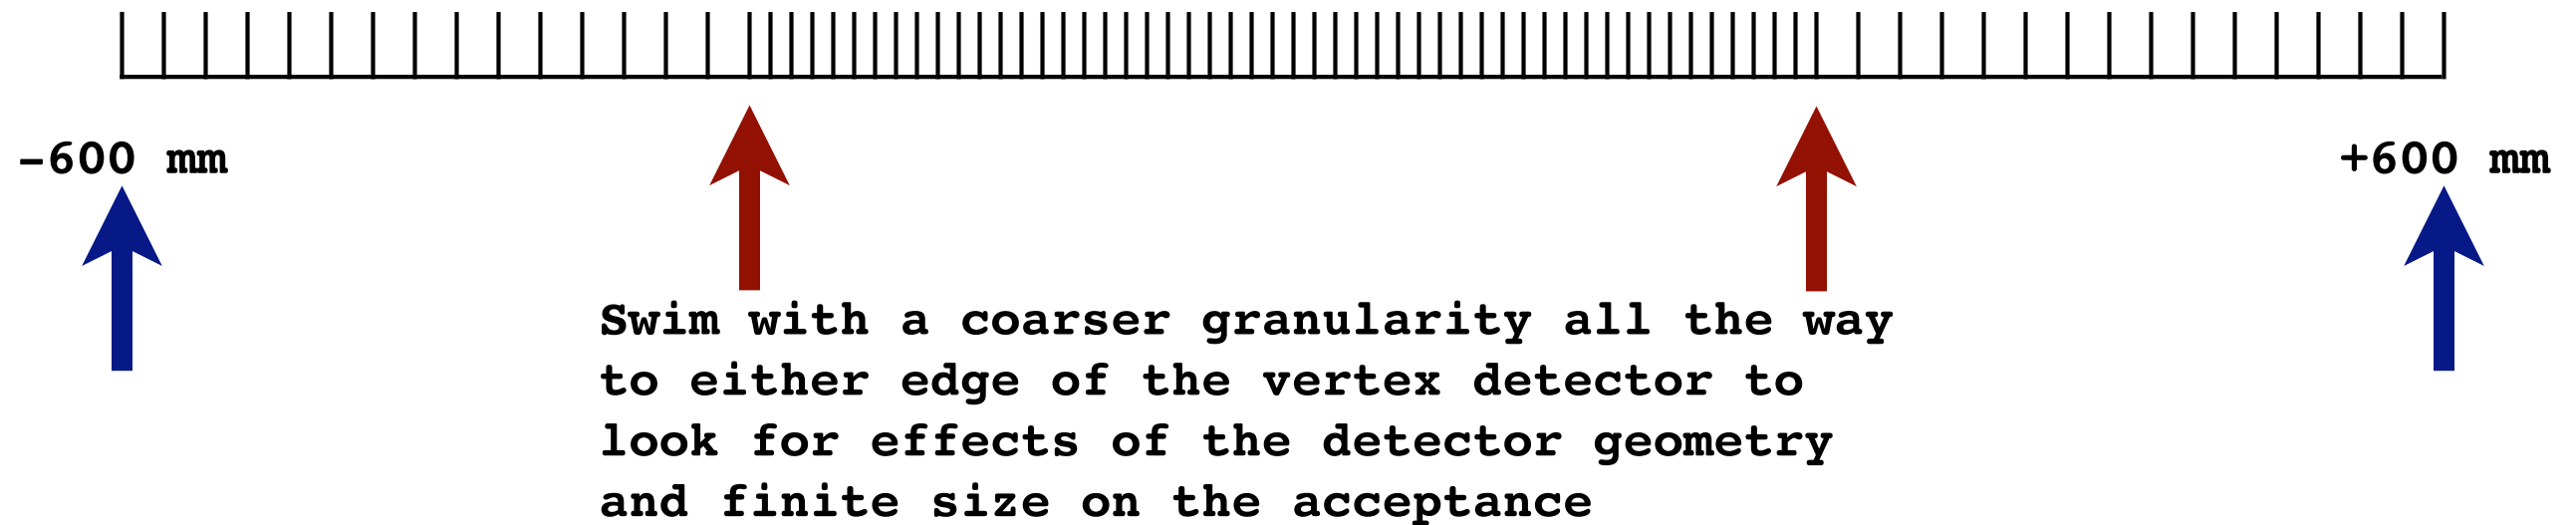 -600 mm
+600 mm
Swim with a coarser granularity all the way
to either edge of the vertex detector to
look for effects of the detector geometry
and finite size on the acceptance